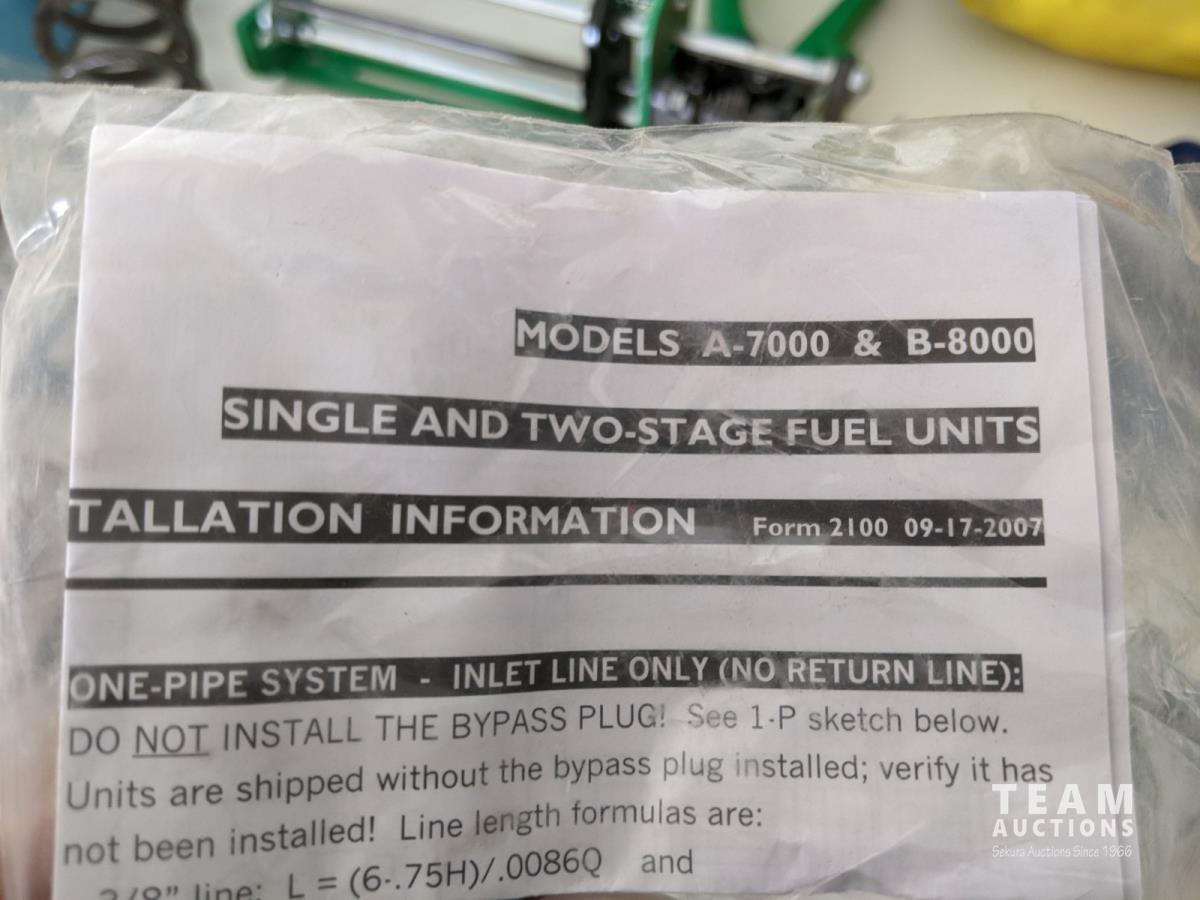 MODELS A-7000 & B-8000
SINGLE AND TWO-STAGE FUEL UNITS
TALLATION INFORMATION Form 2100 09-17-2007
ONE-PIPE SYSTEM - INLET LINE ONLY (NO RETURN LINE):
DO NOT INSTALL THE BYPASS PLUG! See 1-P sketch below.
Units are shipped without the bypass plug installed; verify it has
not been installed! Line length formulas are:
3/8" line: L = (6-.75H)/.0086Q and
TEAM
AUCTIONS
Sekura Auctions Since 1966